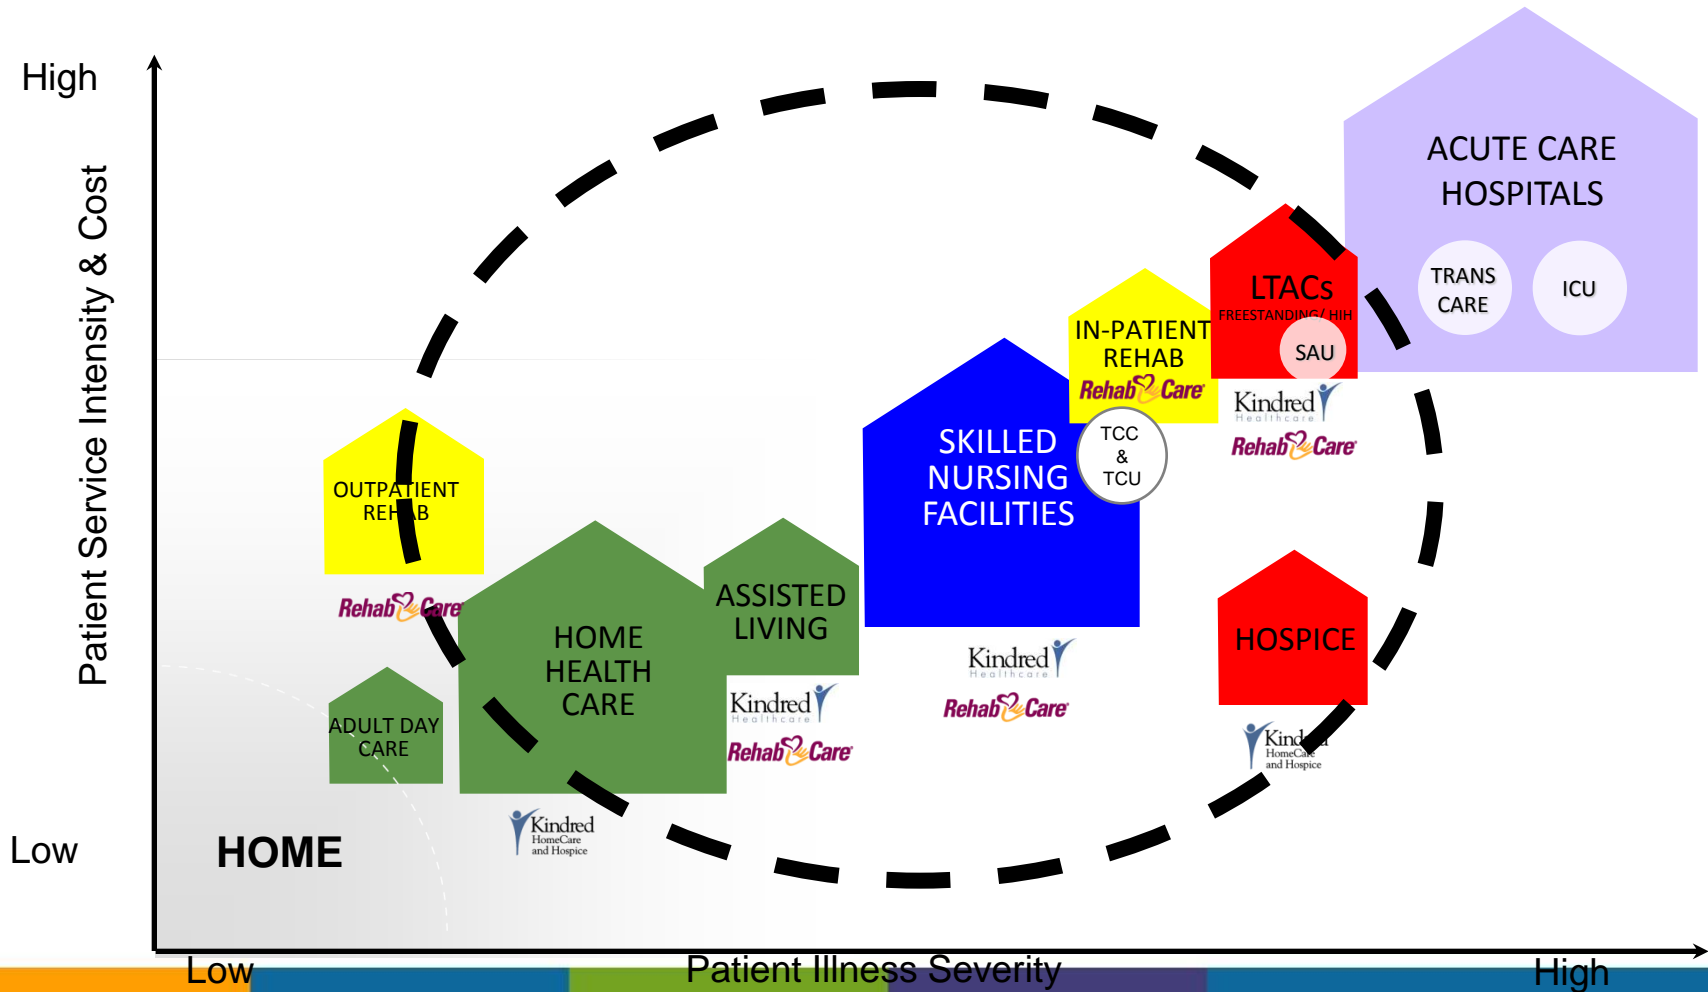 High
Patient Service Intensity & Cost
Low
ACUTE CARE
HOSPITALS
TRANS
CARE
ICU
LTACs
FREESTANDING/ HIH
SAU
Kindred
Healthcare
RehabCare
IN-PATIENT
REHAB
RehabCare
TCC
&
TCU
SKILLED
NURSING
FACILITIES
Kindred
Healthcare
RehabCare
HOSPICE
Kindred
HomeCare
and Hospice
OUTPATIENT
REHAB
RehabCare
ASSISTED
LIVING
Kindred
Healthcare
RehabCare
HOME
HEALTH
CARE
Kindred
HomeCare
and Hospice
ADULT DAY
CARE
HOME
Low
Patient Illness Severity
High